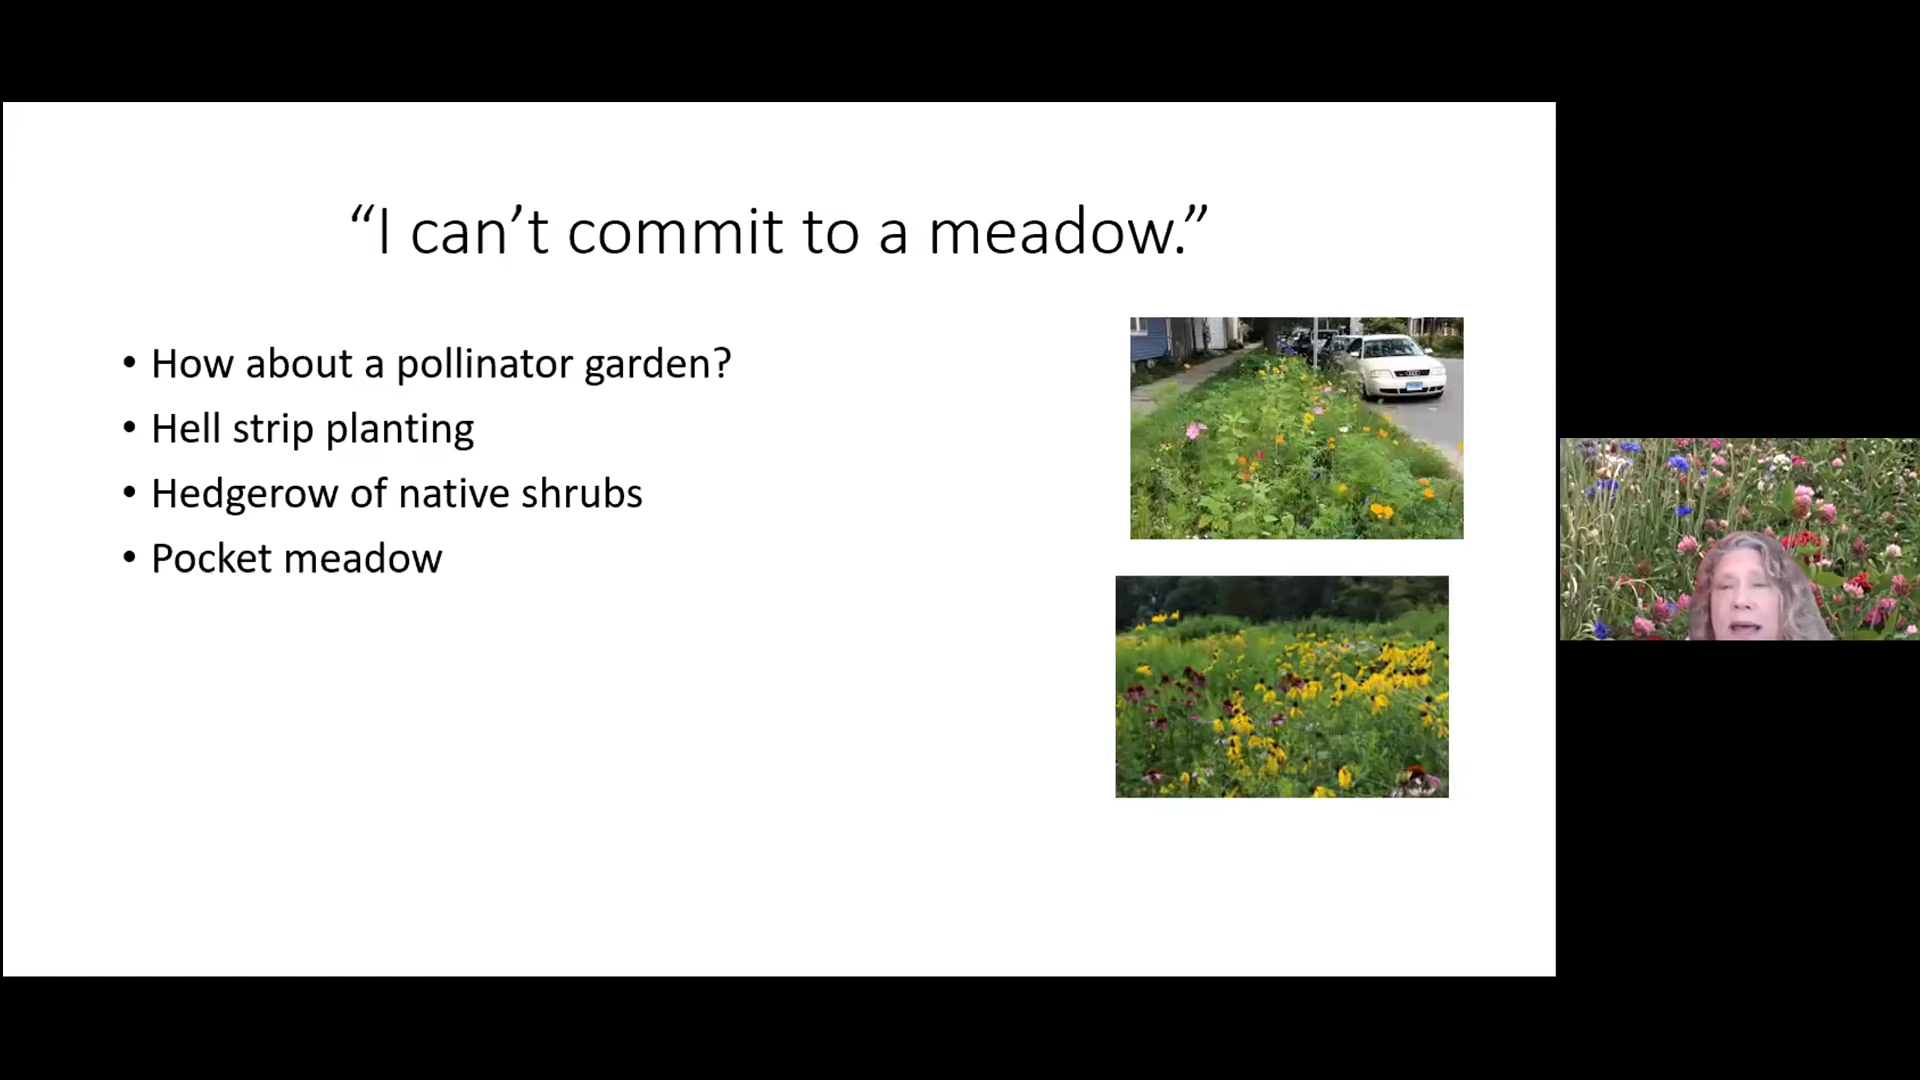 “I can’t commit to a meadow.”
• How about a pollinator garden?
• Hell strip planting
• Hedgerow of native shrubs
• Pocket meadow